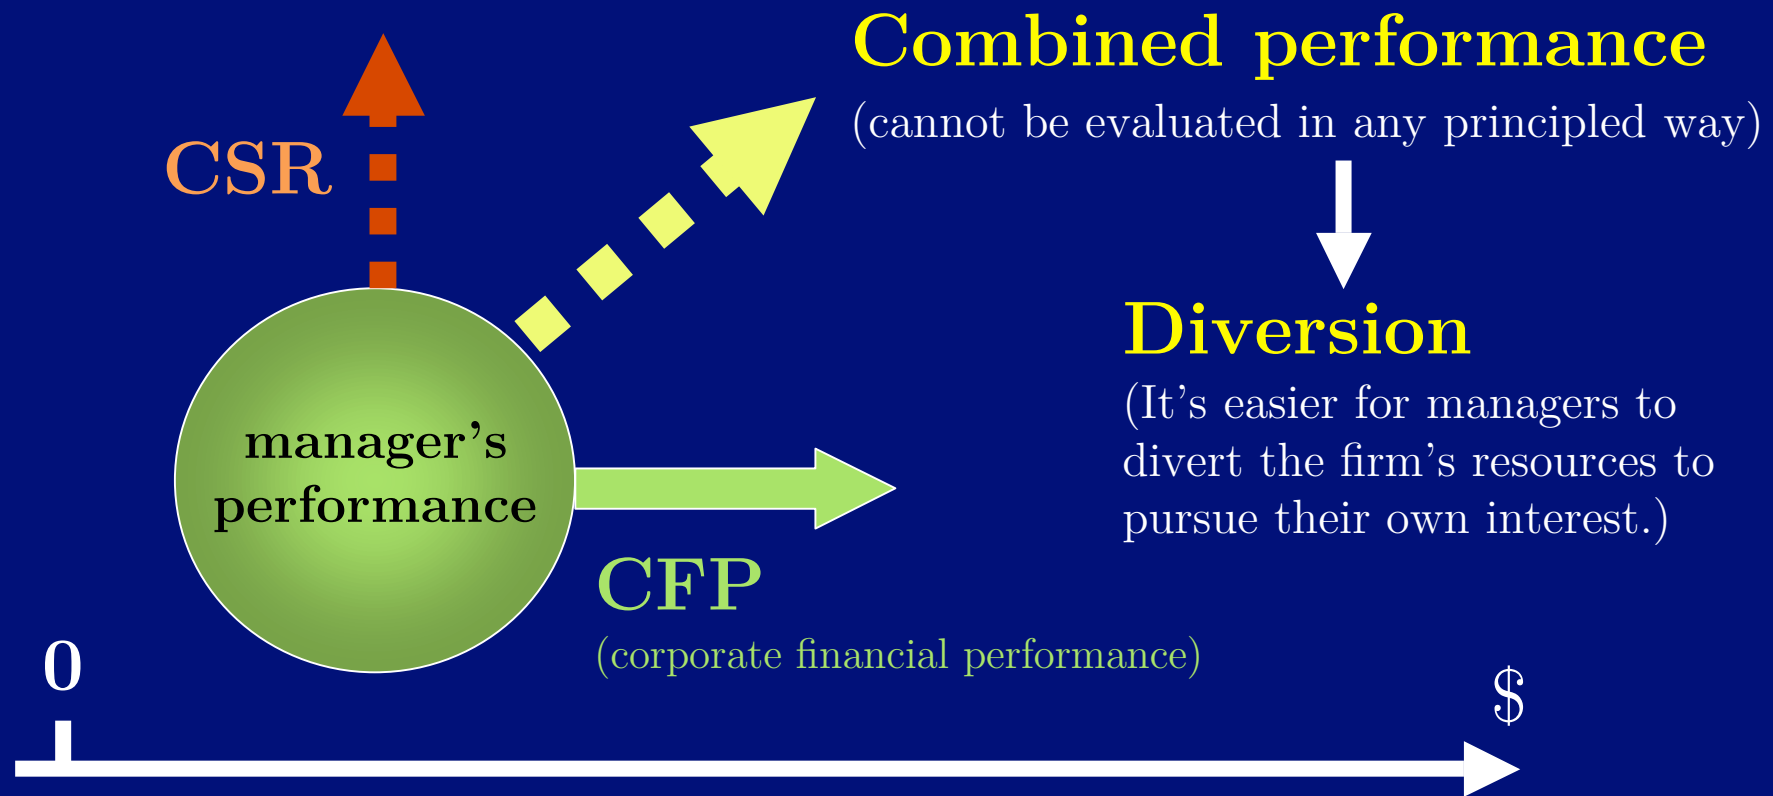 Combined performance
(cannot be evaluated in any principled way)
CSR
Diversion
(It's easier for managers to
divert the firm's resources to
pursue their own interest.)
manager's
performance
CFP
(corporate financial performance)
0
$